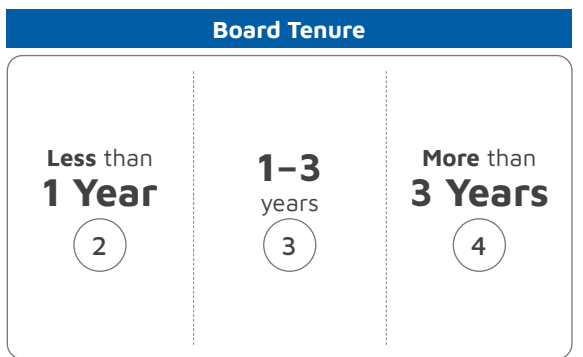 Board Tenure
Less than
1 Year
2
1–3
years
3
More than
3 Years
4